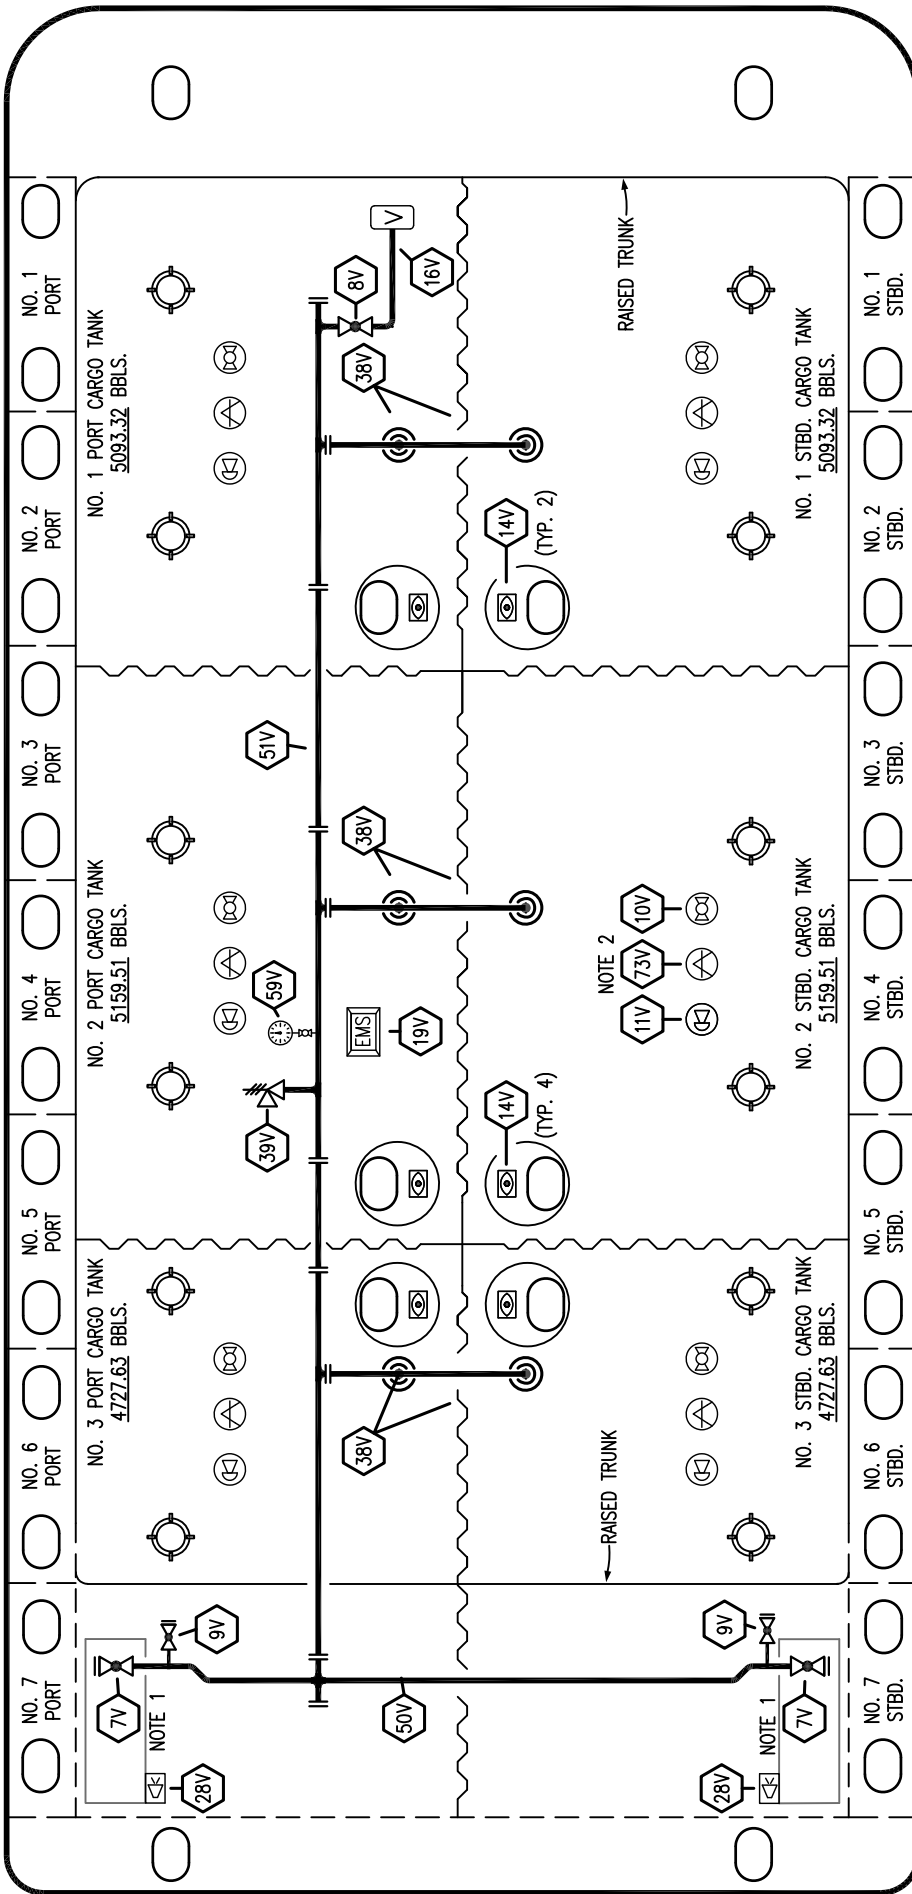 NO. 1
PORT
NO. 2
PORT
NO. 3
PORT
NO. 4
PORT
NO. 5
PORT
NO. 6
PORT
NO. 7
PORT
NO. 1 PORT CARGO TANK
5093.32 BBLS.
NO. 2 PORT CARGO TANK
5159.51 BBLS.
NO. 3 PORT CARGO TANK
4727.63 BBLS.
V
8V
16V
38V
51V
38V
59V
EMS
19V
39V
38V
14V
(TYP. 2)
14V
(TYP. 4)
RAISED TRUNK
RAISED TRUNK
NOTE 2
10V
73V
11V
9V
7V
NOTE 1
28V
50V
9V
7V
NOTE 1
28V
NO. 1 STBD. CARGO TANK
5093.32 BBLS.
NO. 2 STBD. CARGO TANK
5159.51 BBLS.
NO. 3 STBD. CARGO TANK
4727.63 BBLS.
NO. 1
STBD.
NO. 2
STBD.
NO. 3
STBD.
NO. 4
STBD.
NO. 5
STBD.
NO. 6
STBD.
NO. 7
STBD.